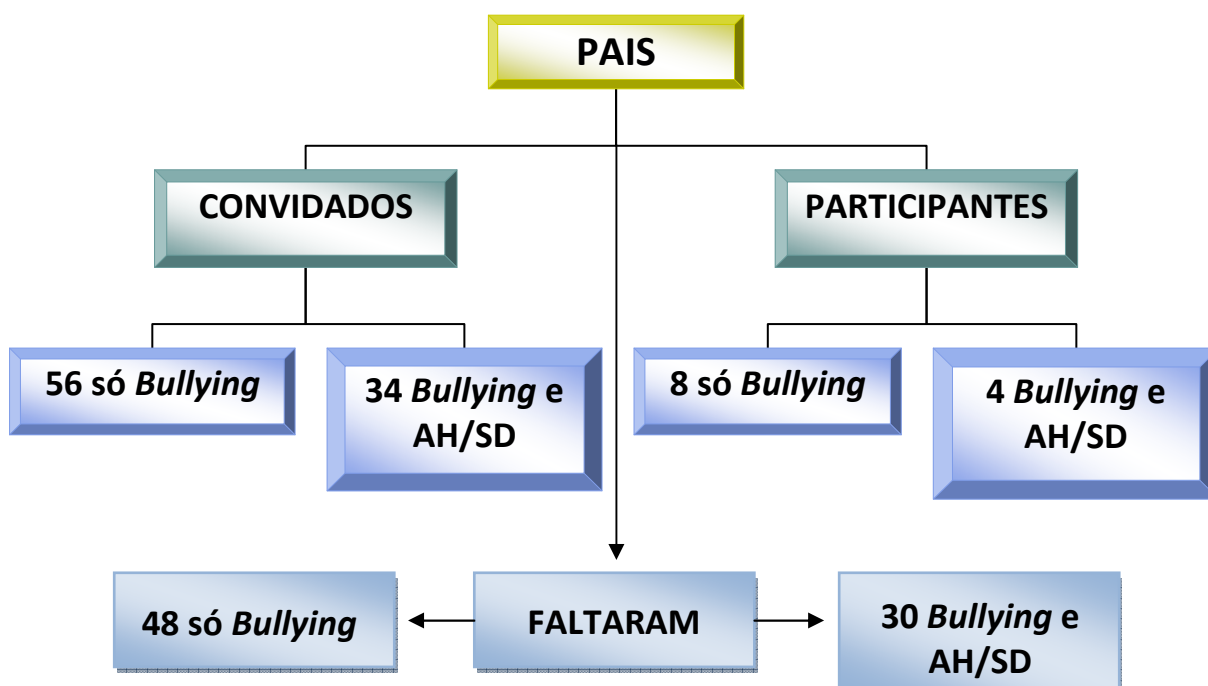 PAIS
CONVIDADOS
PARTICIPANTES
56 só Bullying
34 Bullying e
AH/SD
8 só Bullying
4 Bullying e
AH/SD
48 só Bullying
FALTARAM
30 Bullying e
AH/SD